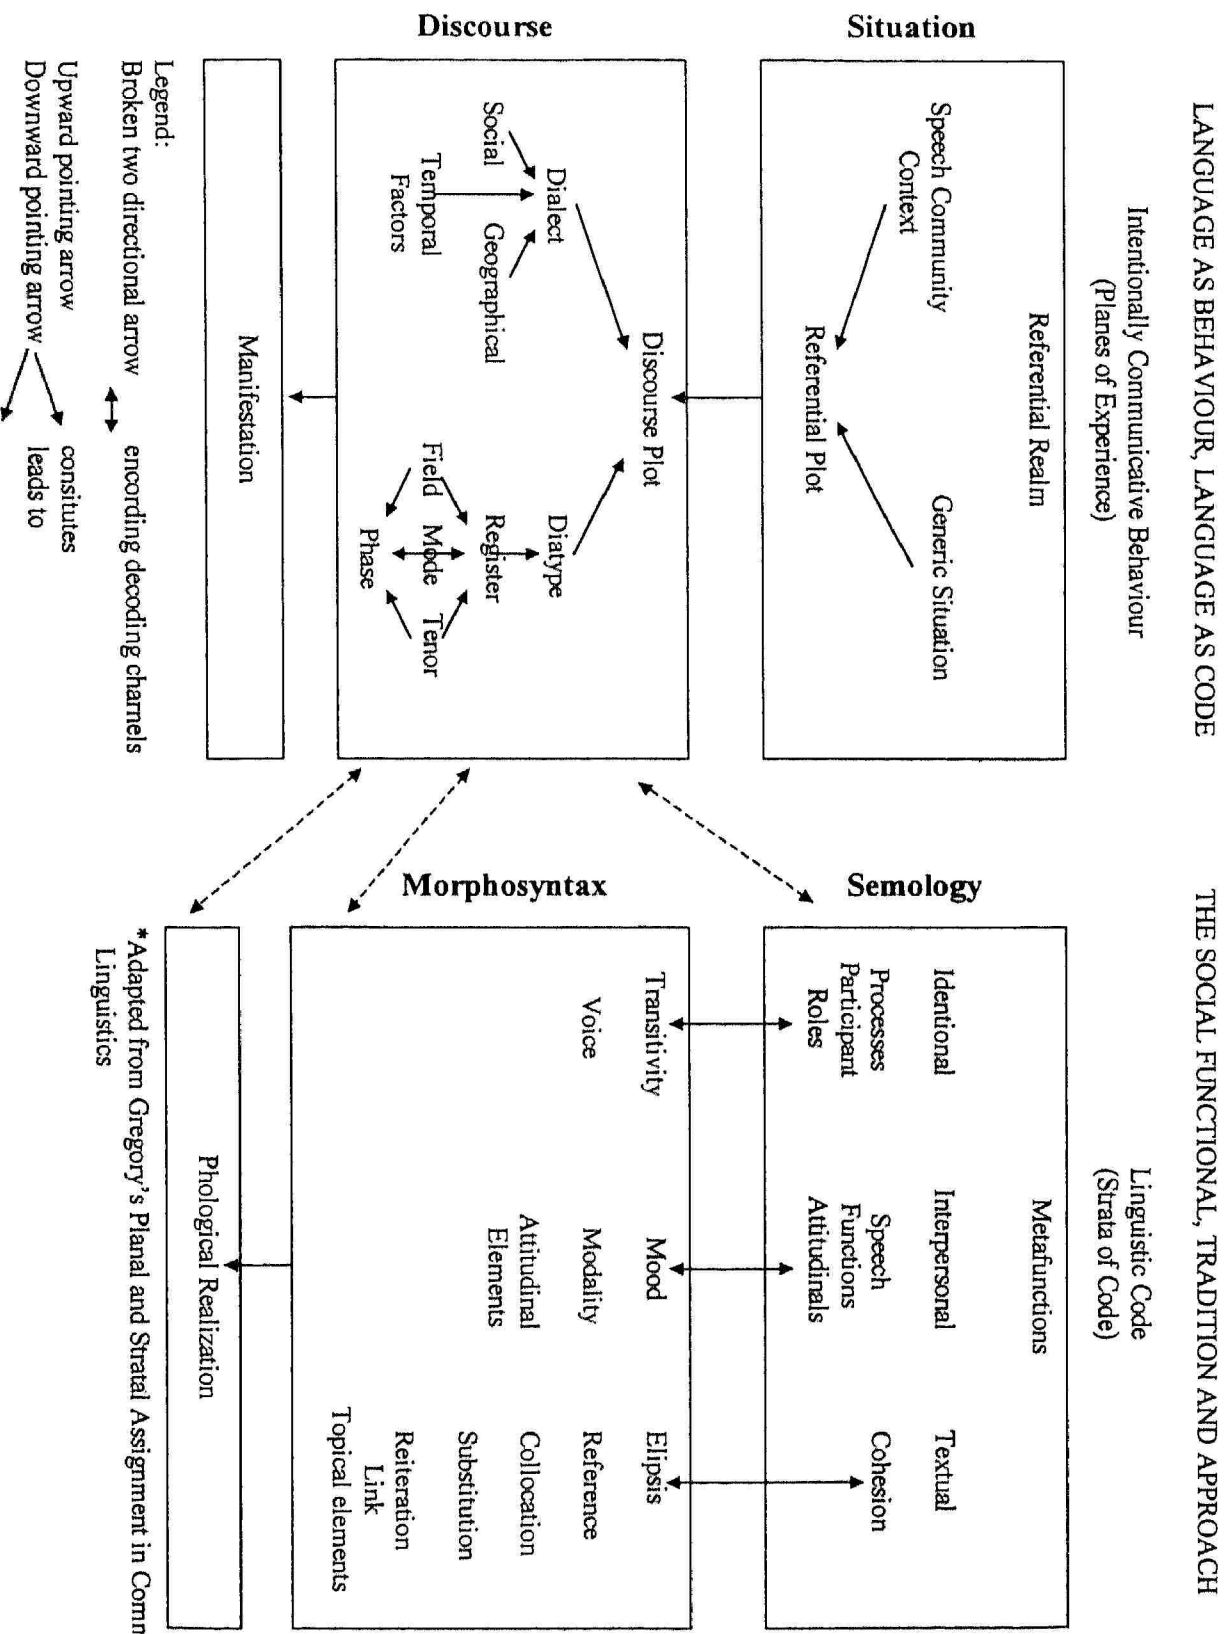 LANGUAGE AS BEHAVIOUR, LANGUAGE AS CODE
THE SOCIAL FUNCTIONAL, TRADITION AND APPROACH
Intentionally Communicative Behaviour
(Planes of Experience)
Situation
Referential Realm
Speech Community
Context
Generic Situation
Referential Plot
Discourse
Discourse Plot
Dialect
Diatype
Social
Geographical
Register
Temporal
Factors
Field
Mode
Tenor
Phase
Manifestation
Legend:
Broken two directional arrow
encording decoding channels
Upward pointing arrow
consitutes
Downward pointing arrow
leads to
Linguistic Code
(Strata of Code)
Semology
Metafunctions
Identional
Interpersonal
Textual
Processes
Participant
Roles
Speech
Functions
Attitudinals
Cohesion
Morphosyntax
Transitivity
Mood
Elipsis
Voice
Modality
Reference
Attitudinal
Elements
Collocation
Substitution
Reiteration
Link
Topical elements
Phological Realization
*Adapted from Gregory's Planal and Stratal Assignment in Comm
Linguistics